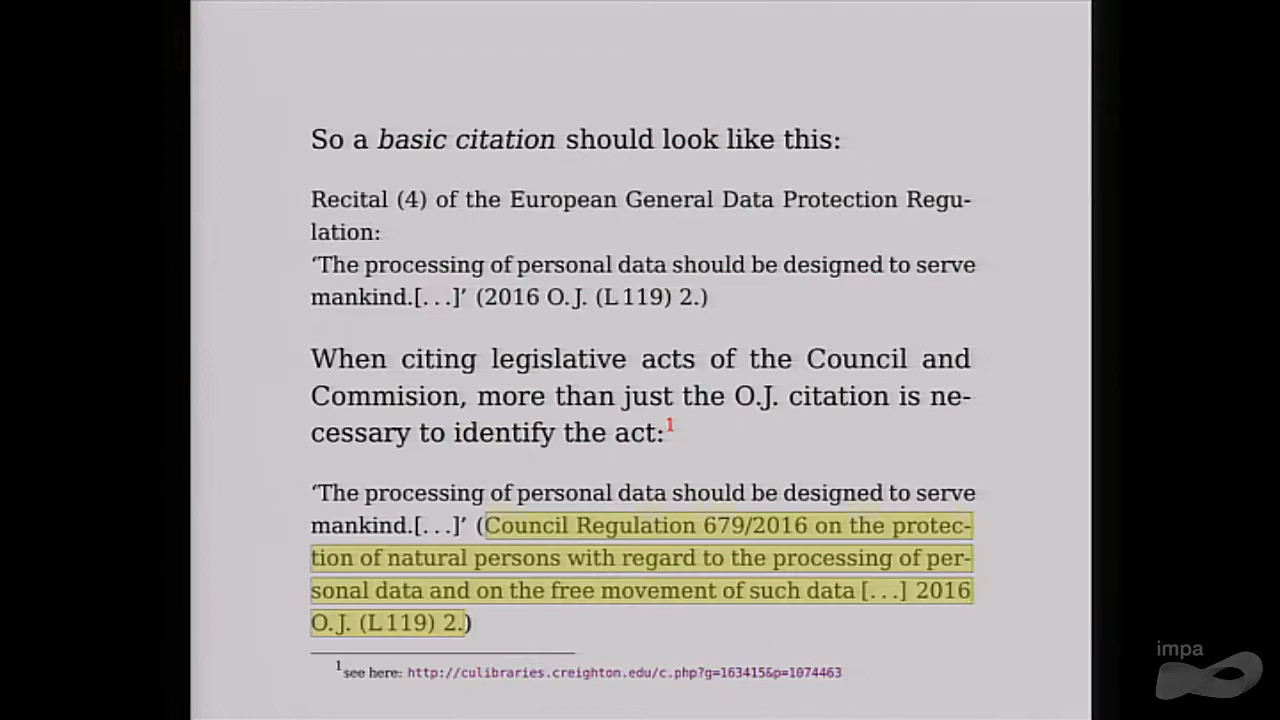 So a basic citation should look like this:
Recital (4) of the European General Data Protection Regu-
lation:
‘The processing of personal data should be designed to serve
mankind.[...]’ (2016 O.J. (L 119) 2.)
When citing legislative acts of the Council and
Commision, more than just the O.J. citation is ne-
cessary to identify the act:1
‘The processing of personal data should be designed to serve
mankind.[...]’ (Council Regulation 679/2016 on the protec-
tion of natural persons with regard to the processing of per-
sonal data and on the free movement of such data [...] 2016
O.J. (L 119) 2.)
1see here: http://culibraries.creighton.edu/c.php?g=163415&p=1074463
impa